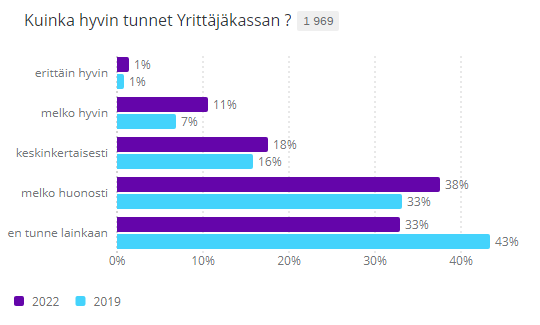 Kuinka hyvin tunnet Yrittäjäkassan ? 1 969
erittäin hyvin 1%
1%
melko hyvin 11%
7%
keskinkertaisesti 18%
16%
melko huonosti 38%
33%
en tunne lainkaan 33%
43%
0% 10% 20% 30% 40%
2022 2019